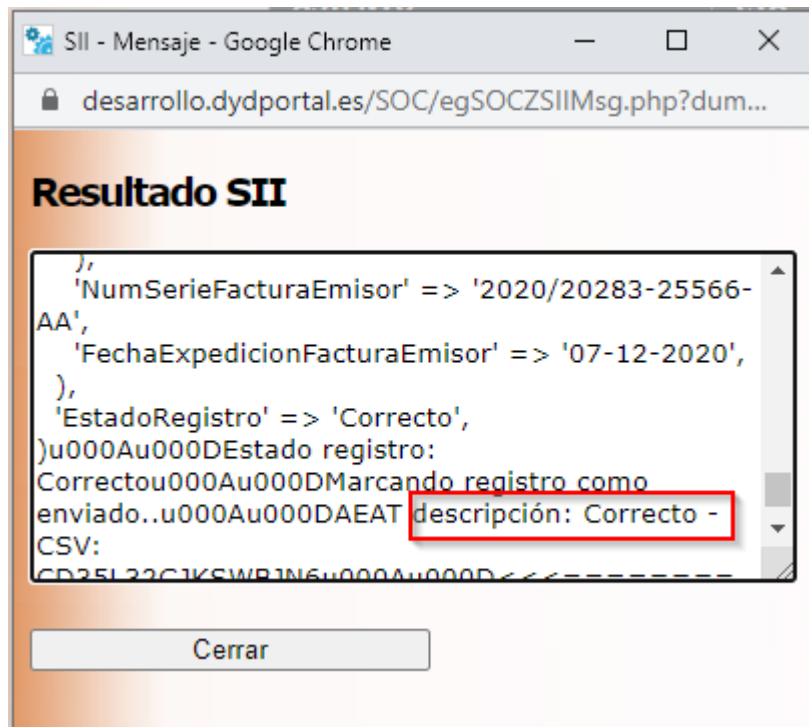 SII - Mensaje - Google Chrome
desarrollo.dydportal.es/SOC/egSOCZSIIMsg.php?dum...
Resultado SII
),
'NumSerieFacturaEmisor' => '2020/20283-25566-
AA',
'FechaExpedicionFacturaEmisor' => '07-12-2020',
),
'EstadoRegistro' => 'Correcto',
)u000Au000DEstado registro:
Correctou000Au000DMarcando registro como
enviado..u000Au000DAEAT descripción: Correcto -
CSV:
Cerrar